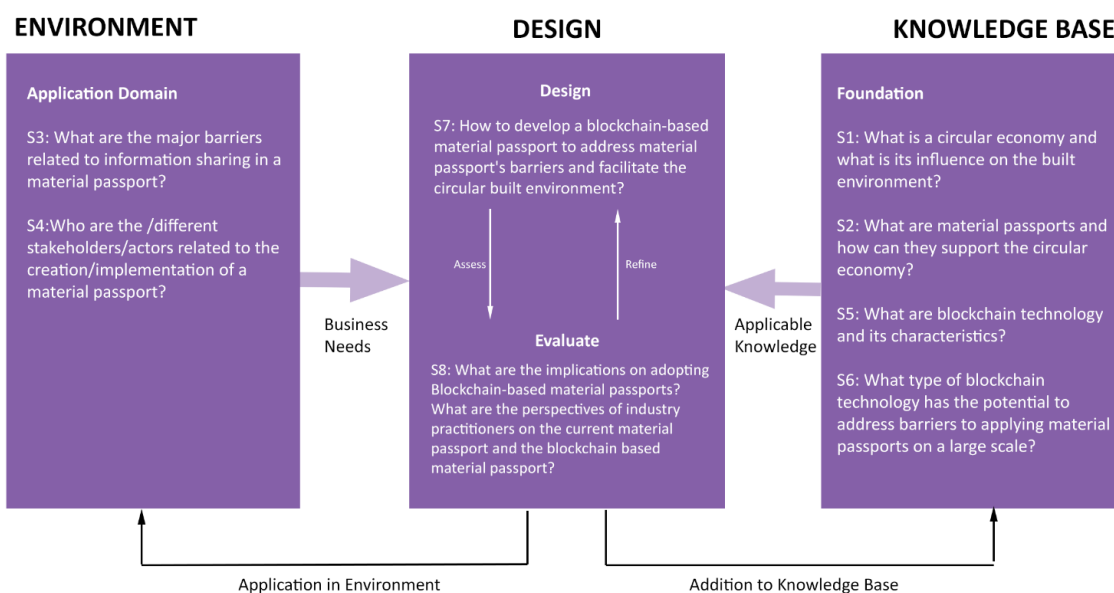 ENVIRONMENT
Application Domain
S3: What are the major barriers
related to information sharing in a
material passport?
S4:Who are the /different
stakeholders/actors related to the
creation/implementation of a
material passport?
Business
Needs
DESIGN
Design
S7: How to develop a blockchain-based
material passport to address material
passport's barriers and facilitate the
circular built environment?
Assess
Refine
Evaluate
S8: What are the implications on adopting
Blockchain-based material passports?
What are the perspectives of industry
practitioners on the current material
passport and the blockchain based
material passport?
Applicable
Knowledge
KNOWLEDGE BASE
Foundation
S1: What is a circular economy and
what is its influence on the built
environment?
S2: What are material passports and
how can they support the circular
economy?
S5: What are blockchain technology
and its characteristics?
S6: What type of blockchain
technology has the potential to
address barriers to applying material
passports on a large scale?
Application in Environment
Addition to Knowledge Base